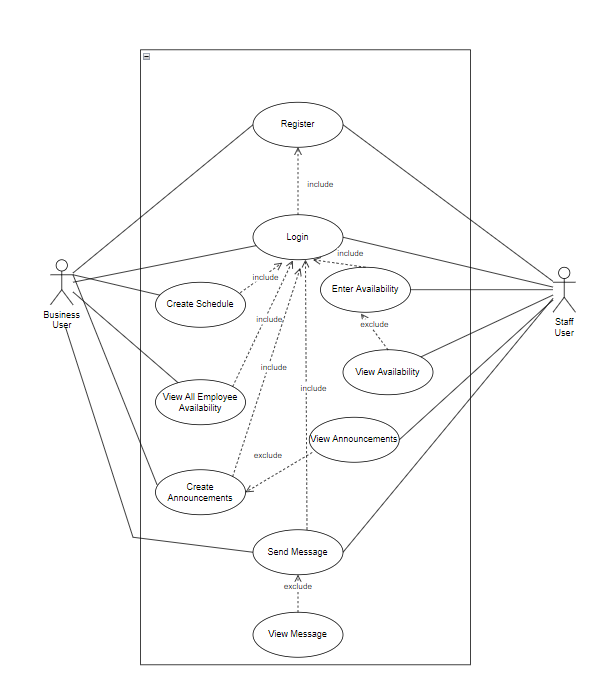 Register
include
Login
include
include
Create Schedule
Enter Availability
Business
User
Staff
User
include
exclude
include
View Availability
include
View All Employee
Availability
View Announcements
exclude
Create
Announcements
Send Message
exclude
View Message